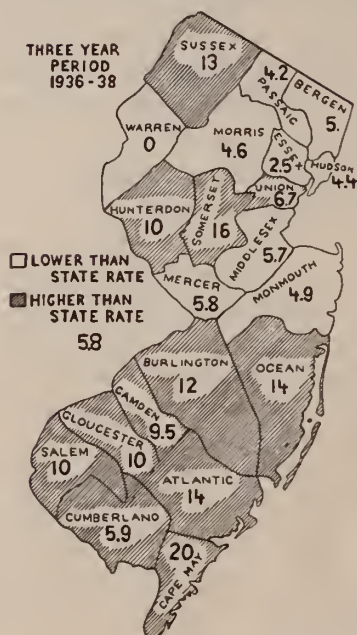 THREE YEAR
PERIOD
1936-38
SUSSEX
13
4.2
PASSAIC
BERGEN
5.
WARREN
0
MORRIS
4.6
ESSEX
2.5+
HUDSON
4.4
UNION
6.7
HUNTERDON
10
SOMERSET
16
MIDDLESEX
5.7
LOWER THAN
STATE RATE
HIGHER THAN
STATE RATE
5.8
MERCER
5.8
MONMOUTH
4.9
BURLINGTON
12
OCEAN
14
CAMDEN
9.5
GLOUCESTER
10
SALEM
10
ATLANTIC
14
CUMBERLAND
5.9
20
CAPE MAY